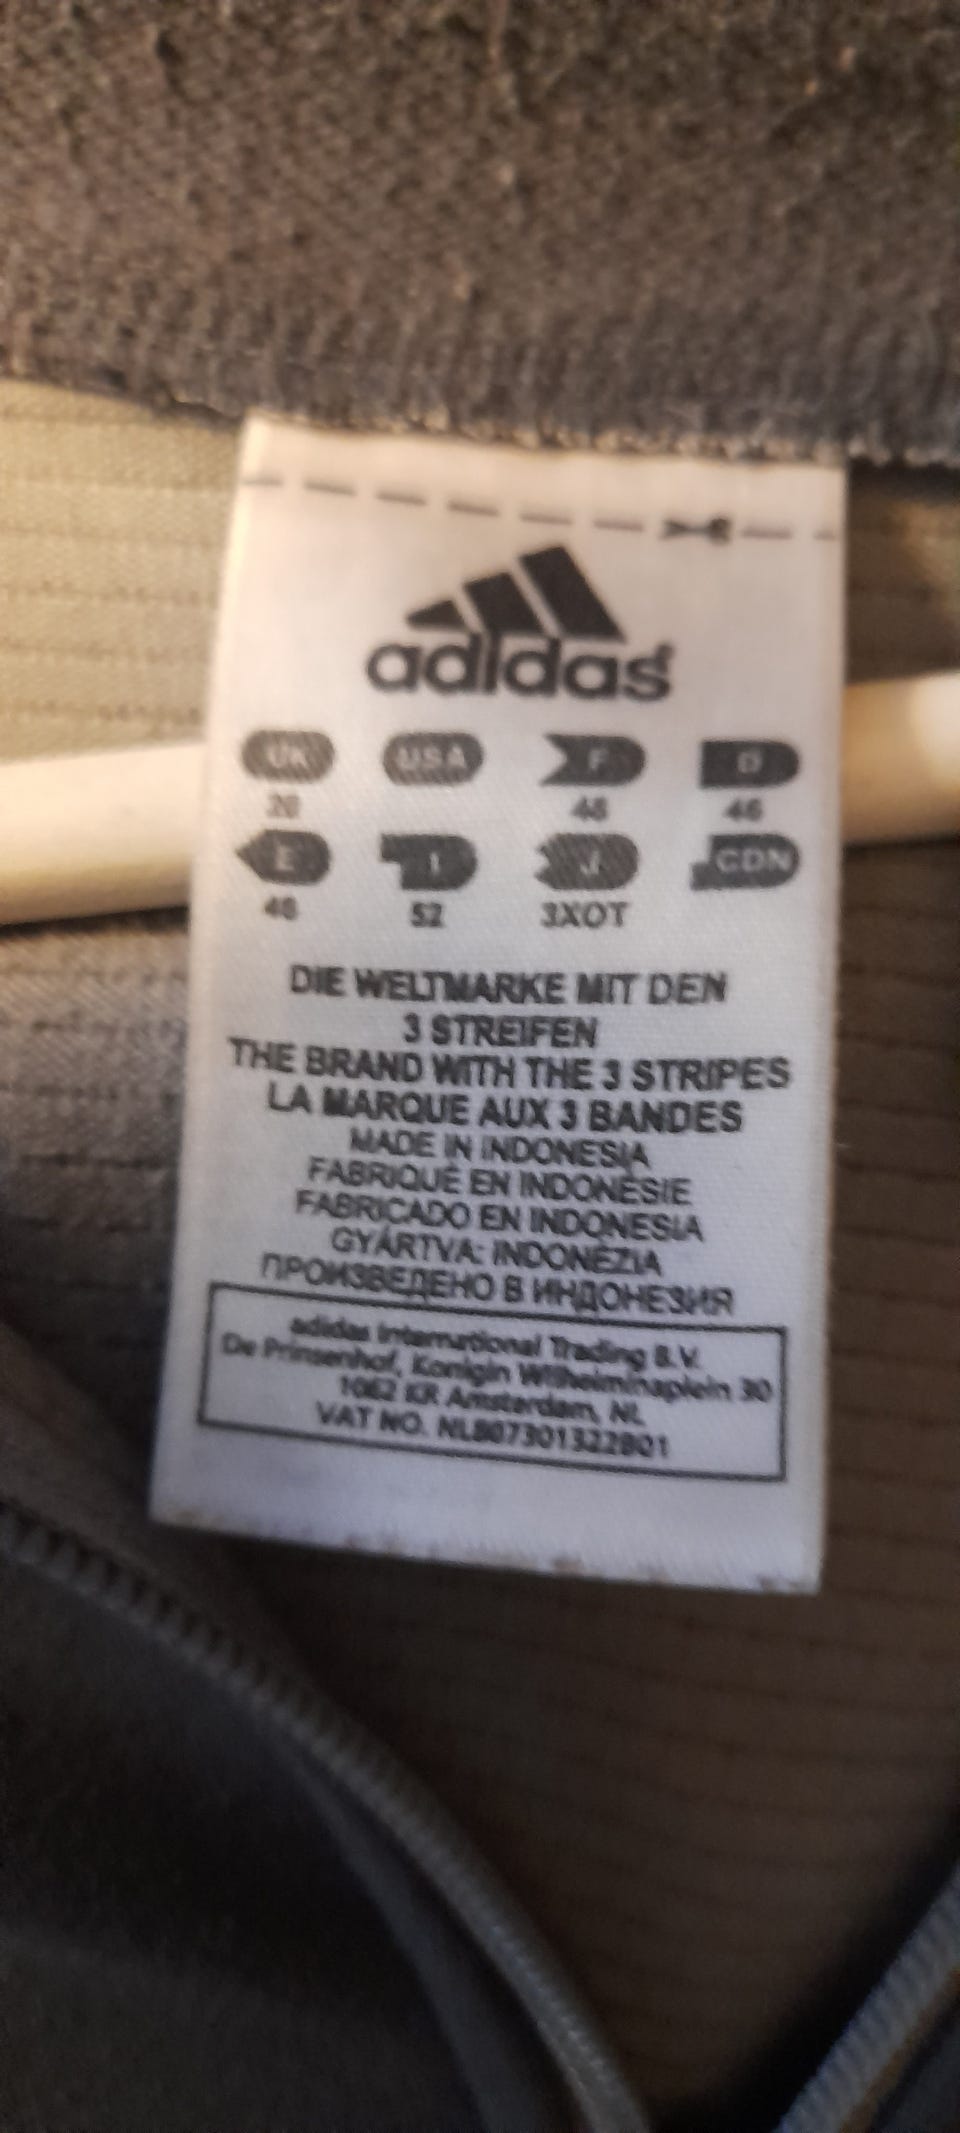 adidas
UK USA F D
20 48 46
E I J CDN
48 52 3XOT
DIE WELTMARKE MIT DEN
3 STREIFEN
THE BRAND WITH THE 3 STRIPES
LA MARQUE AUX 3 BANDES
MADE IN INDONESIA
FABRIQUÉ EN INDONÉSIE
FABRICADO EN INDONESIA
GYÁRTVA: INDONÉZIA
ПРОИЗВЕДЕНО В ИНДОНЕЗИЯ
adidas International Trading B.V.
De Prinsenhof, Konigin Wilhelminaplein 30
1062 KR Amsterdam, NL
VAT NO. NL807301322B01